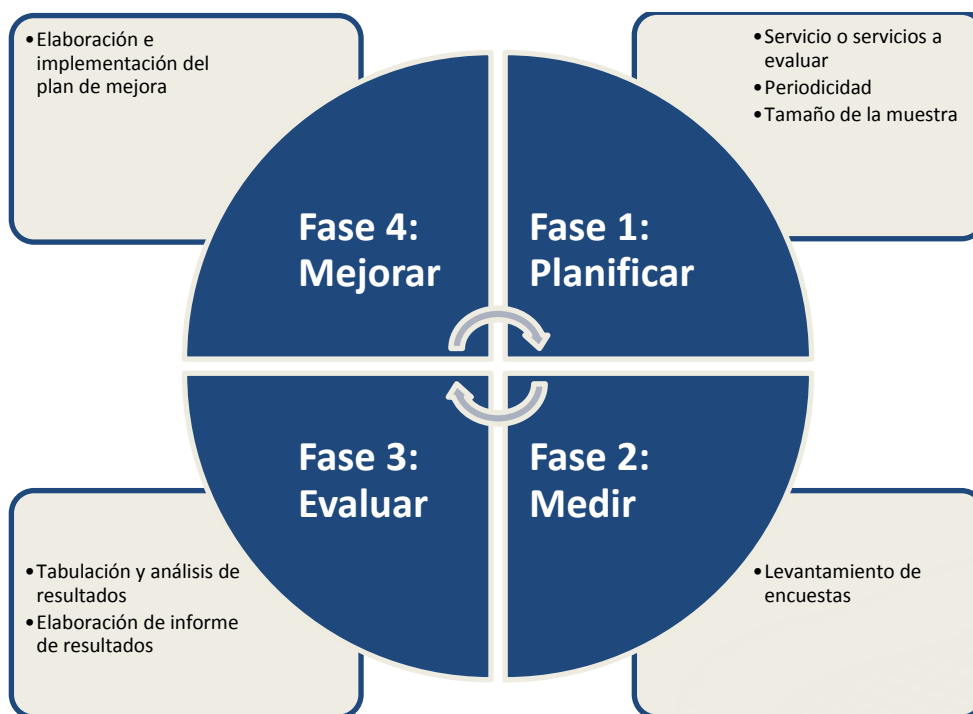 •Elaboración e
implementación del
plan de mejora
•Servicio o servicios a
evaluar
•Periodicidad
•Tamaño de la muestra
Fase 4:
Mejorar
Fase 1:
Planificar
Fase 3:
Evaluar
Fase 2:
Medir
•Tabulación y análisis de
resultados
•Elaboración de informe
de resultados
•Levantamiento de
encuestas